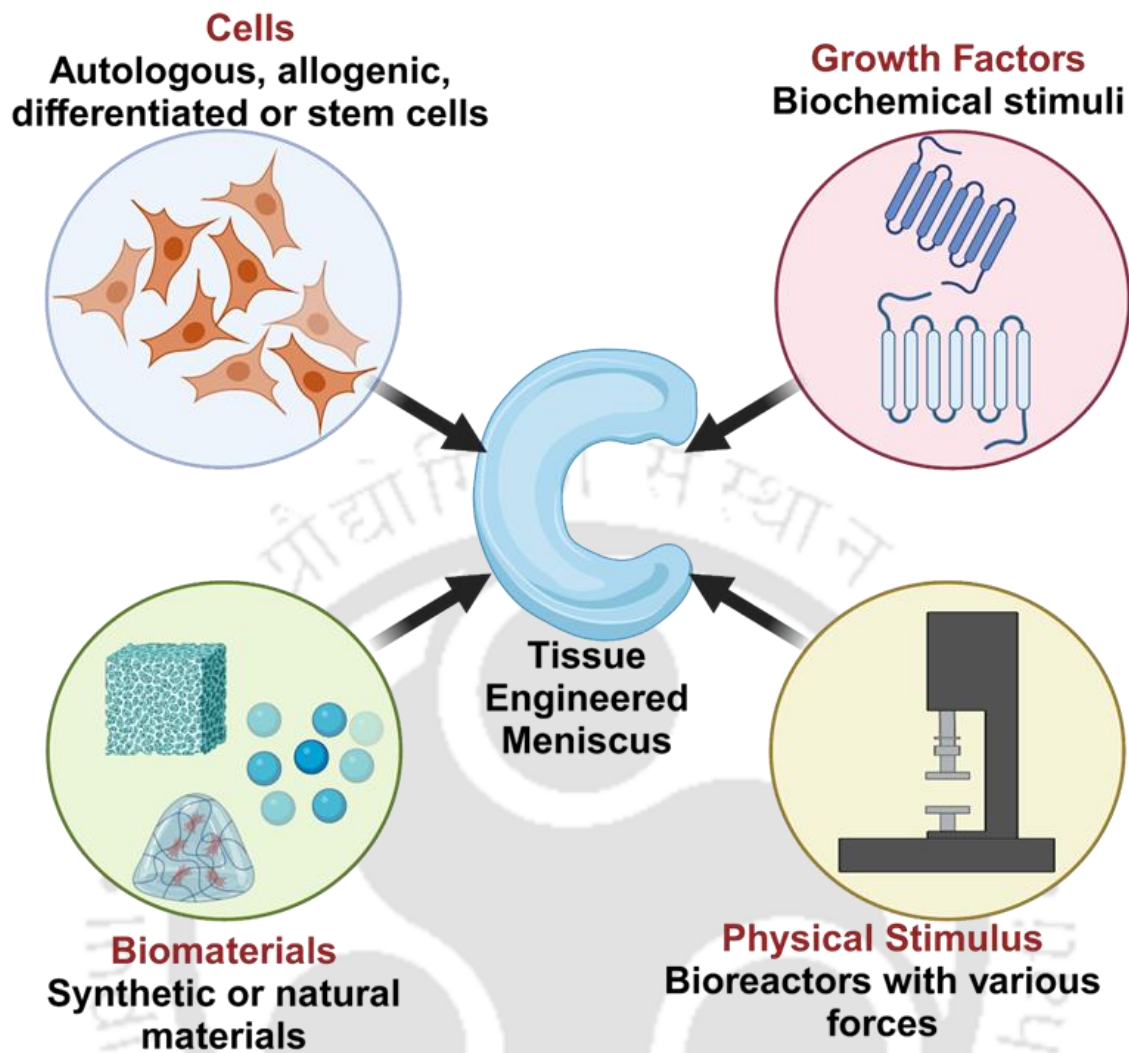 Cells
Autologous, allogenic,
differentiated or stem cells
Growth Factors
Biochemical stimuli
Tissue
Engineered
Meniscus
Biomaterials
Synthetic or natural
materials
Physical Stimulus
Bioreactors with various
forces